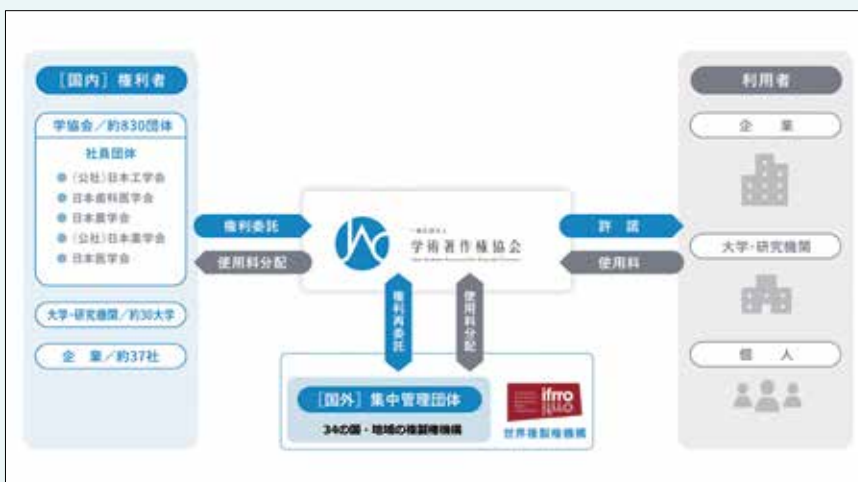 ［国内］権利者
学協会／約830団体
社員団体
（公社）日本工学会
日本歯科医学会
日本農学会
（公社）日本薬学会
日本医学会
大学・研究機関／約30大学
企　業／約37社
権利委託
使用料分配
一般社団法人
学術著作権協会
許　諾
使用料
権利再委託
使用料分配
［国外］集中管理団体
34の国・地域の複製権機構
ifrro
世界複製権機構
利用者
企　業
大学・研究機関
個　人